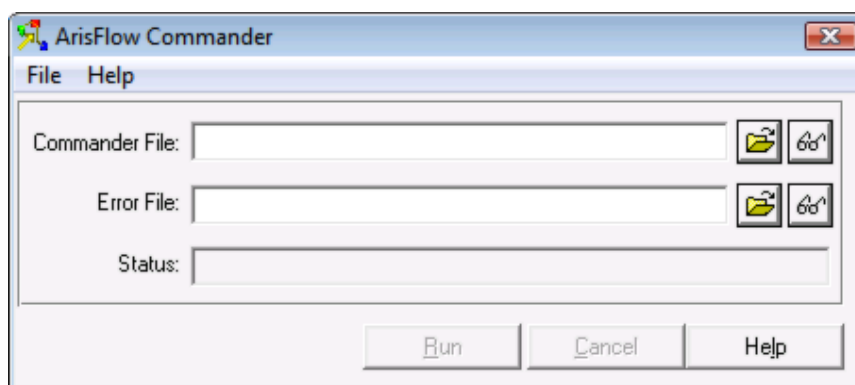 ArisFlow Commander
File Help
Commander File:
Error File:
Status:
Run Cancel Help